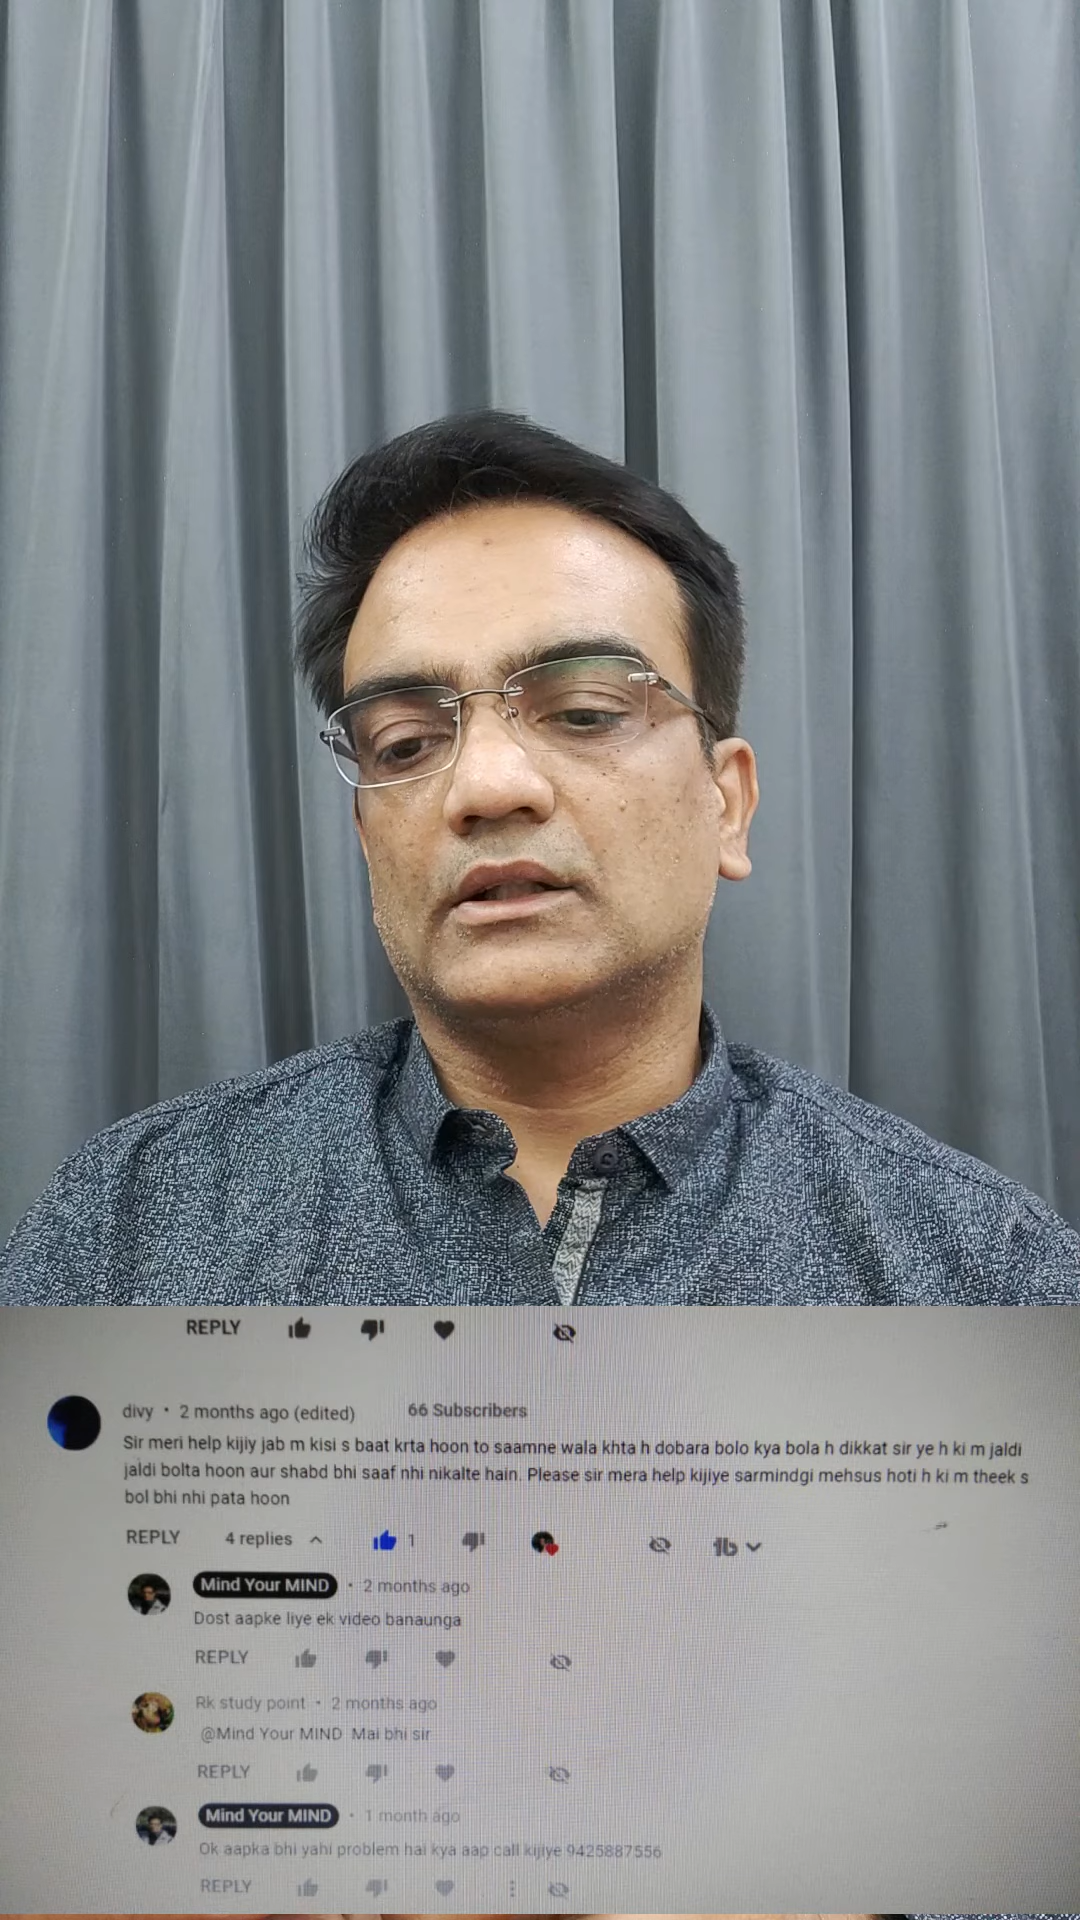 REPLY
divy • 2 months ago (edited) 66 Subscribers
Sir meri help kijiy jab m kisi s baat krta hoon to saamne wala khta h dobara bolo kya bola h dikkat sir ye h ki m jaldi
jaldi bolta hoon aur shabd bhi saaf nhi nikalte hain. Please sir mera help kijiye sarmindgi mehsus hoti h ki m theek s
bol bhi nhi pata hoon
REPLY 4 replies 1
Mind Your MIND • 2 months ago
Dost aapke liye ek video banaunga
REPLY
Rk study point • 2 months ago
@Mind Your MIND Mai bhi sir
REPLY
Mind Your MIND • 1 month ago
Ok aapka bhi yahi problem hai kya aap call kijiye 9425887556
REPLY